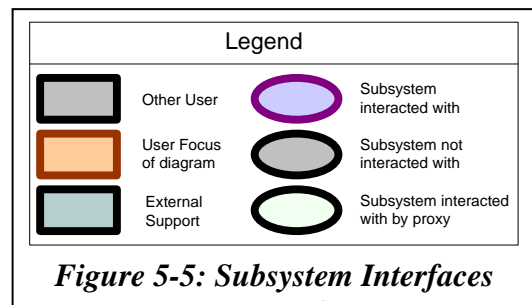 Legend
Other User
Subsystem
interacted with
User Focus
of diagram
Subsystem not
interacted with
External
Support
Subsystem interacted
with by proxy
Figure 5-5: Subsystem Interfaces